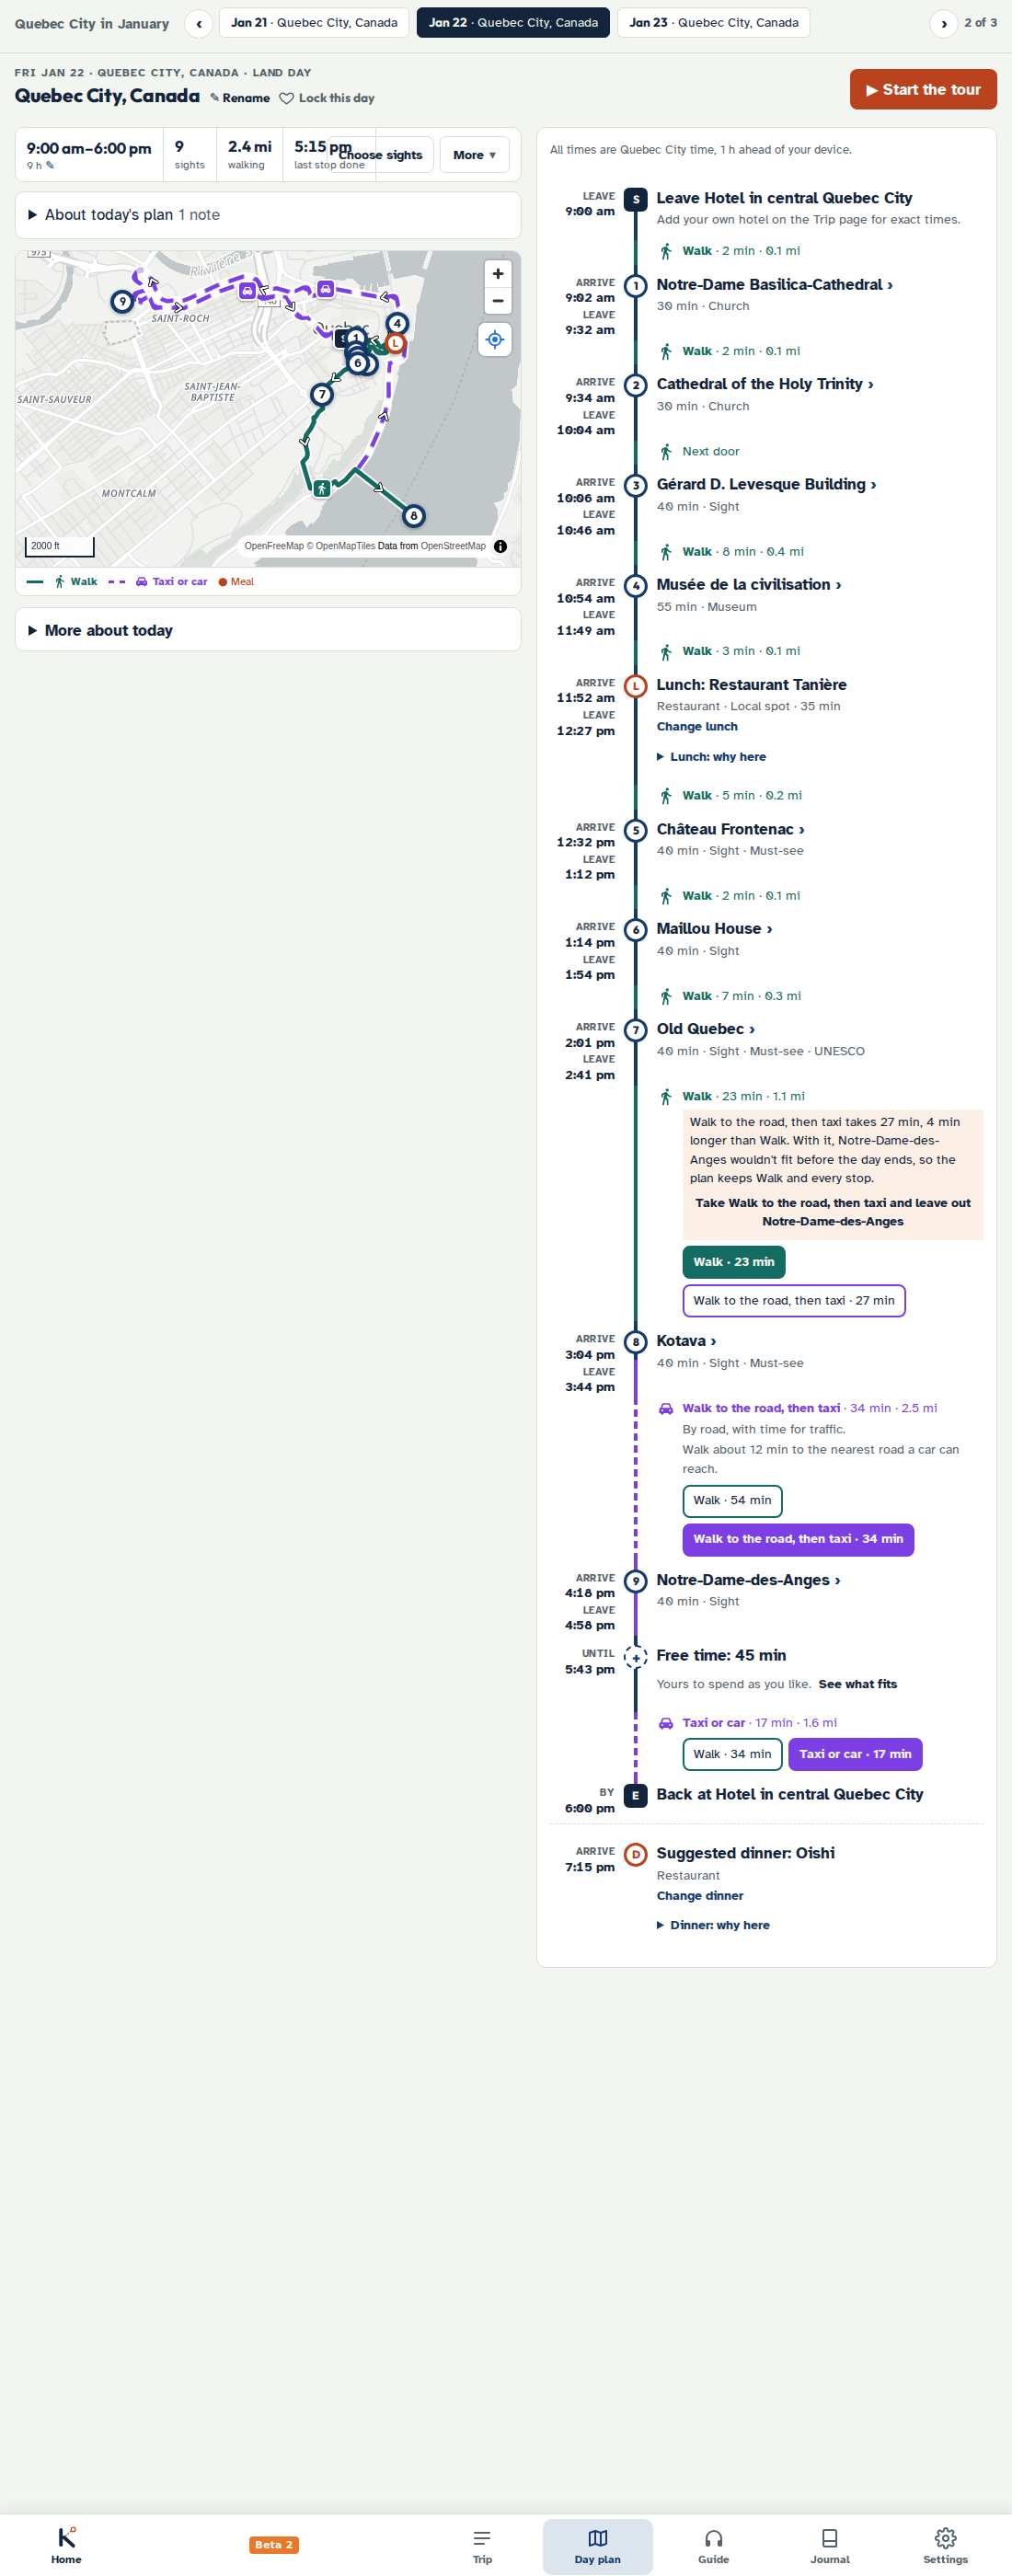 Quebec City in January
‹
Jan 21 · Quebec City, Canada
Jan 22 · Quebec City, Canada
Jan 23 · Quebec City, Canada
›
2 of 3
FRI JAN 22 · QUEBEC CITY, CANADA · LAND DAY
Quebec City, Canada ✎ Rename Lock this day
▶ Start the tour
9:00 am–6:00 pm
9 h ✎
9
sights
2.4 mi
walking
5:15 pm
last stop done
Choose sights
More ▾
▶ About today's plan 1 note
975
Rivière
SAINT-ROCH
SAINT-JEAN-
BAPTISTE
SAINT-SAUVEUR
MONTCALM
9
S
1
4
L
6
7
8
+
−
2000 ft
OpenFreeMap © OpenMapTiles Data from OpenStreetMap
Walk Taxi or car Meal
▶ More about today
All times are Quebec City time, 1 h ahead of your device.
LEAVE
9:00 am
S
Leave Hotel in central Quebec City
Add your own hotel on the Trip page for exact times.
Walk · 2 min · 0.1 mi
ARRIVE
9:02 am
LEAVE
9:32 am
1
Notre-Dame Basilica-Cathedral ›
30 min · Church
Walk · 2 min · 0.1 mi
ARRIVE
9:34 am
LEAVE
10:04 am
2
Cathedral of the Holy Trinity ›
30 min · Church
Next door
ARRIVE
10:06 am
LEAVE
10:46 am
3
Gérard D. Levesque Building ›
40 min · Sight
Walk · 8 min · 0.4 mi
ARRIVE
10:54 am
LEAVE
11:49 am
4
Musée de la civilisation ›
55 min · Museum
Walk · 3 min · 0.1 mi
ARRIVE
11:52 am
LEAVE
12:27 pm
L
Lunch: Restaurant Tanière
Restaurant · Local spot · 35 min
Change lunch
▶ Lunch: why here
Walk · 5 min · 0.2 mi
ARRIVE
12:32 pm
LEAVE
1:12 pm
5
Château Frontenac ›
40 min · Sight · Must-see
Walk · 2 min · 0.1 mi
ARRIVE
1:14 pm
LEAVE
1:54 pm
6
Maillou House ›
40 min · Sight
Walk · 7 min · 0.3 mi
ARRIVE
2:01 pm
LEAVE
2:41 pm
7
Old Quebec ›
40 min · Sight · Must-see · UNESCO
Walk · 23 min · 1.1 mi
Walk to the road, then taxi takes 27 min, 4 min
longer than Walk. With it, Notre-Dame-des-
Anges wouldn't fit before the day ends, so the
plan keeps Walk and every stop.
Take Walk to the road, then taxi and leave out
Notre-Dame-des-Anges
Walk · 23 min
Walk to the road, then taxi · 27 min
ARRIVE
3:04 pm
LEAVE
3:44 pm
8
Kotava ›
40 min · Sight · Must-see
Walk to the road, then taxi · 34 min · 2.5 mi
By road, with time for traffic.
Walk about 12 min to the nearest road a car can
reach.
Walk · 54 min
Walk to the road, then taxi · 34 min
ARRIVE
4:18 pm
LEAVE
4:58 pm
9
Notre-Dame-des-Anges ›
40 min · Sight
UNTIL
5:43 pm
+
Free time: 45 min
Yours to spend as you like. See what fits
Taxi or car · 17 min · 1.6 mi
Walk · 34 min
Taxi or car · 17 min
BY
6:00 pm
E
Back at Hotel in central Quebec City
ARRIVE
7:15 pm
D
Suggested dinner: Oishi
Restaurant
Change dinner
▶ Dinner: why here
Home
Beta 2
Trip
Day plan
Guide
Journal
Settings